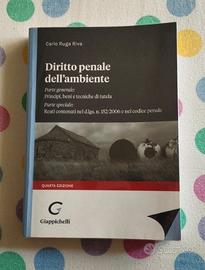 Carlo Ruga Riva
Diritto penale
dell'ambiente
Parte generale:
Principi, beni e tecniche di tutela
Parte speciale:
Reati contenuti nel d.lgs. n. 152/2006 e nel codice penale
QUARTA EDIZIONE
G
Giappichelli
subito